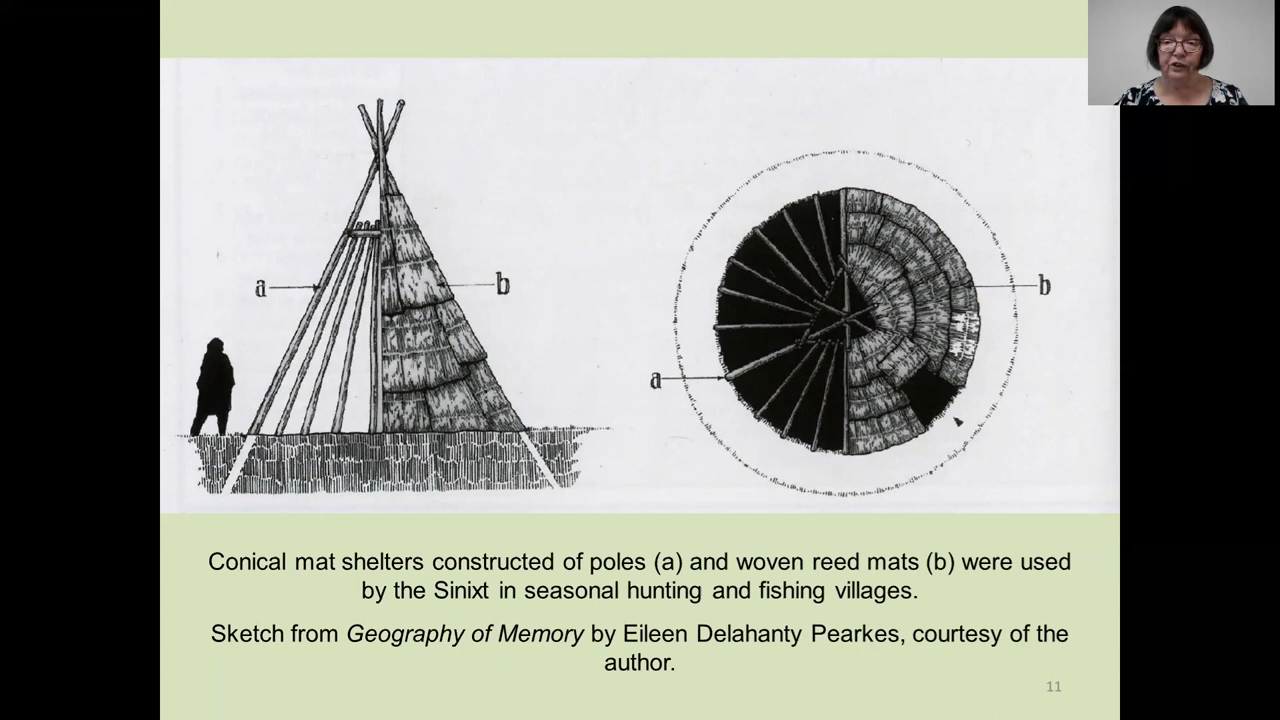 a
b
a
b
Conical mat shelters constructed of poles (a) and woven reed mats (b) were used
by the Sinixt in seasonal hunting and fishing villages.
Sketch from Geography of Memory by Eileen Delahanty Pearkes, courtesy of the
author.
11